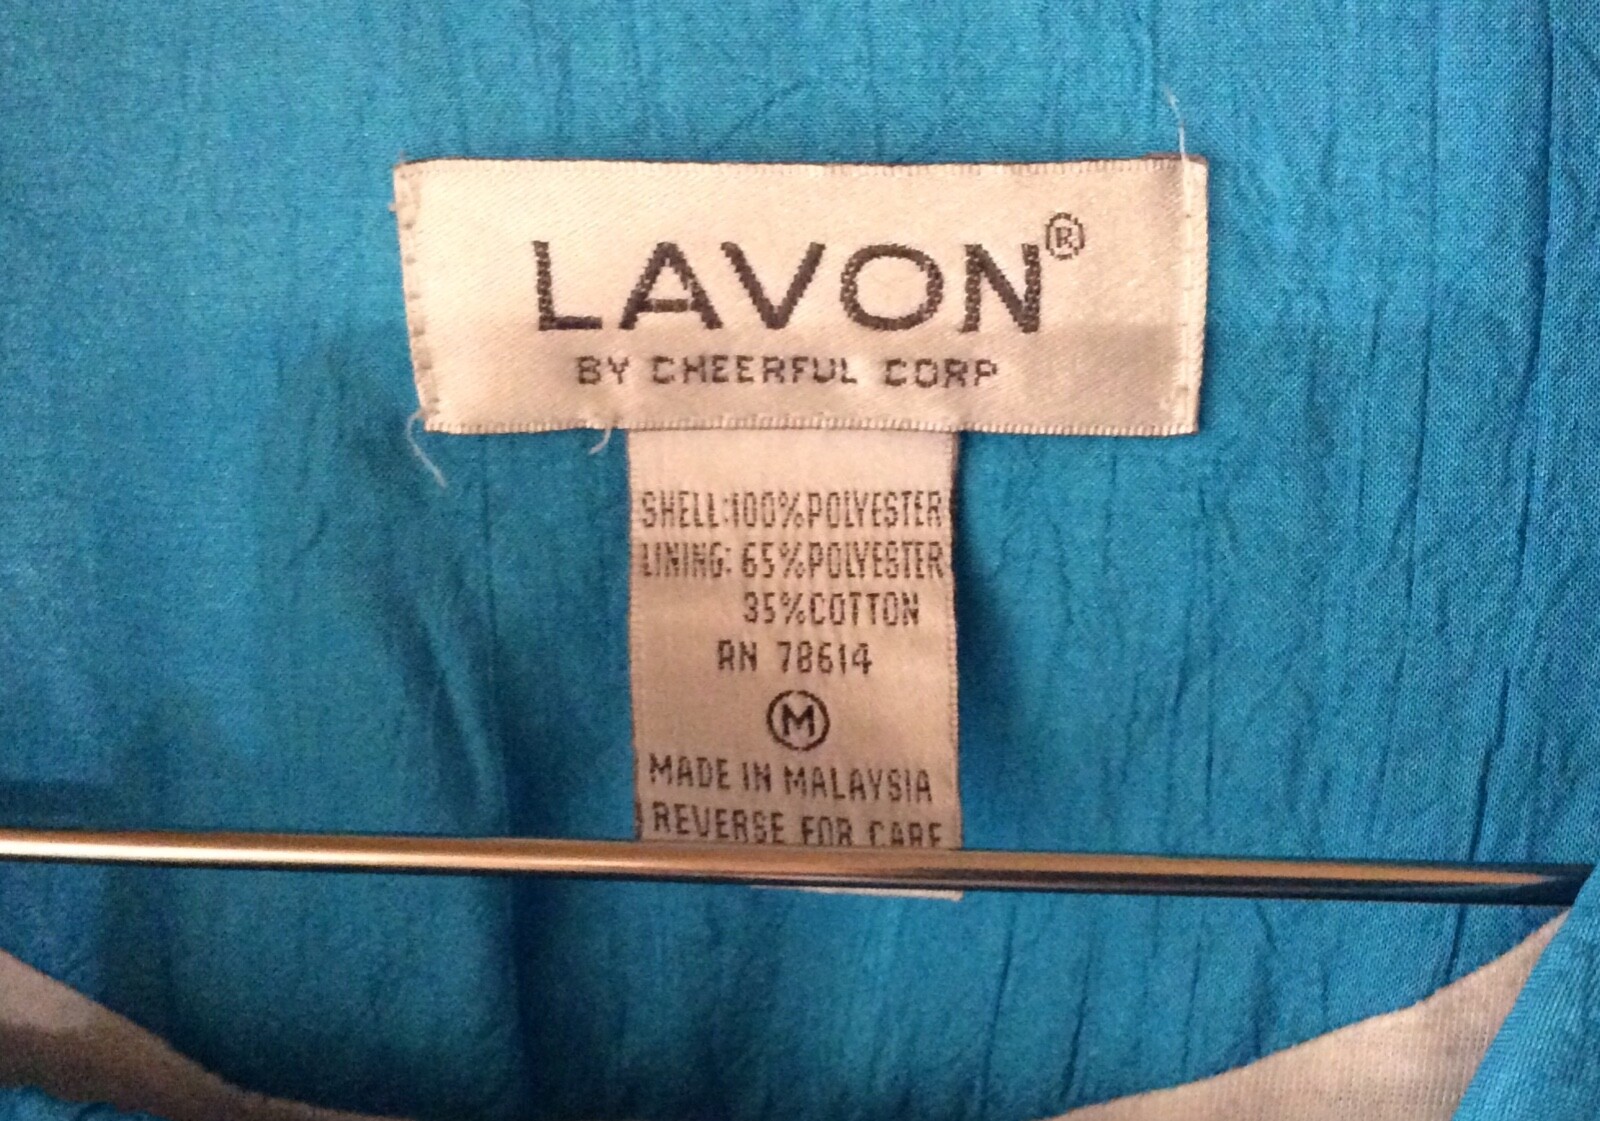 LAVON®
BY CHEERFUL CORP
SHELL:100%POLYESTER
LINING: 65%POLYESTER
35%COTTON
RN 78614
M
MADE IN MALAYSIA
REVERSE FOR CARE